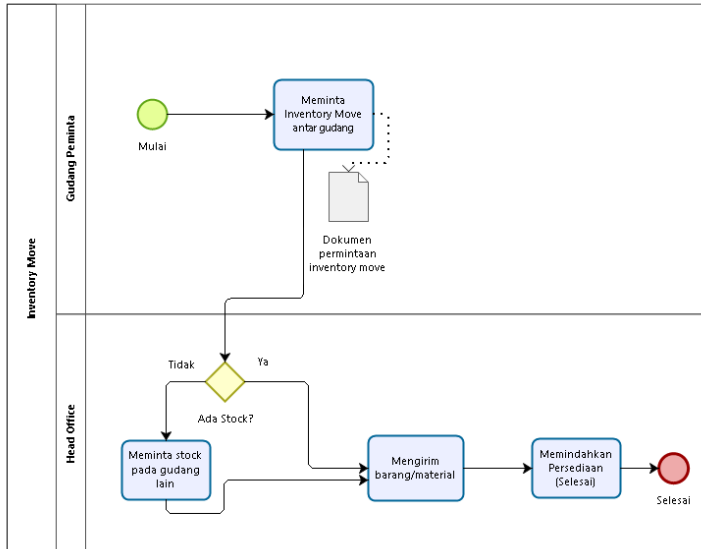 Inventory Move
Gudang Peminta
Mulai
Meminta
Inventory Move
antar gudang
Dokumen
permintaan
inventory move
Head Office
Tidak
Ya
Ada Stock?
Meminta stock
pada gudang
lain
Mengirim
barang/material
Memindahkan
Persediaan
(Selesai)
Selesai